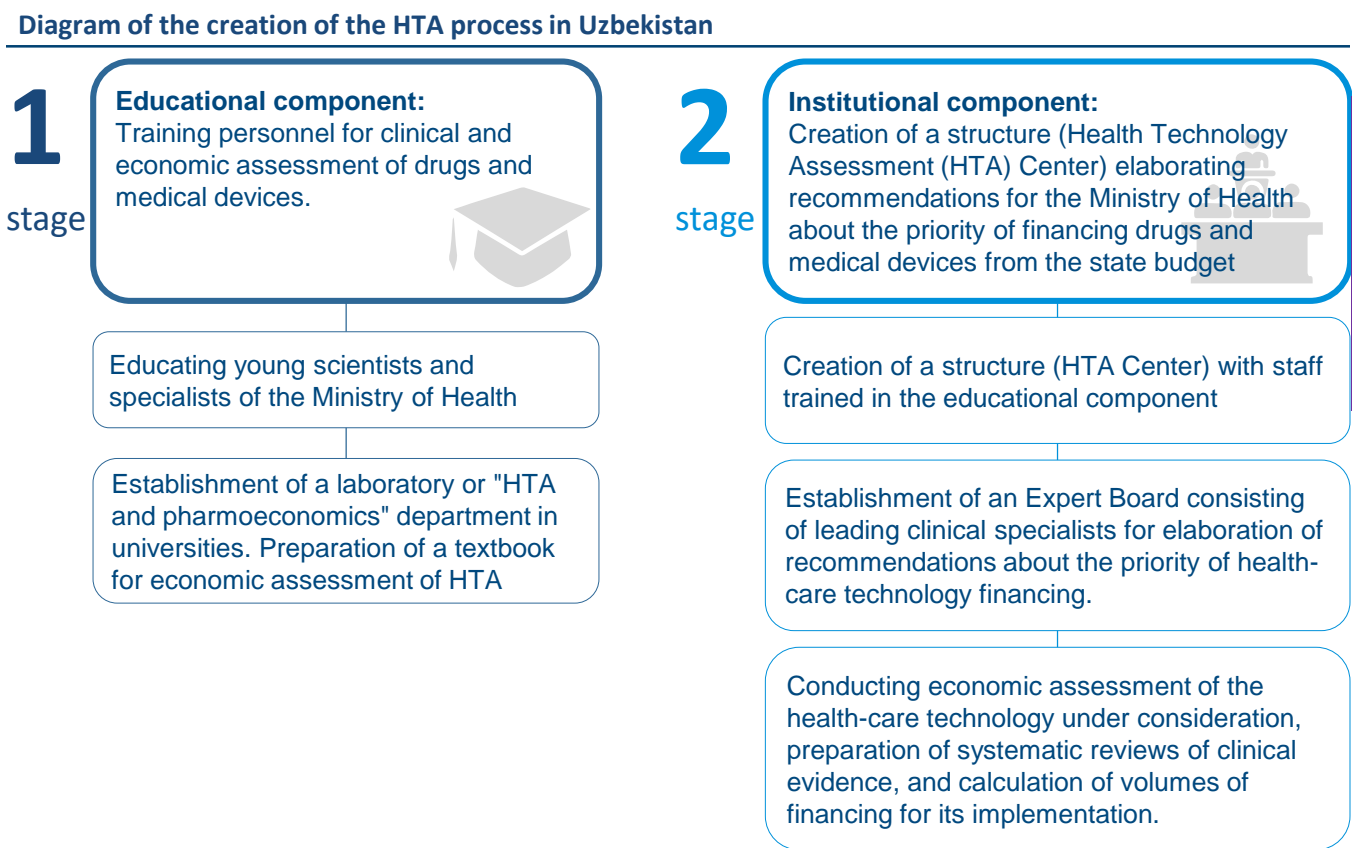 Diagram of the creation of the HTA process in Uzbekistan
1
stage
Educational component:
Training personnel for clinical and
economic assessment of drugs and
medical devices.
Educating young scientists and
specialists of the Ministry of Health
Establishment of a laboratory or "HTA
and pharmoeconomics" department in
universities. Preparation of a textbook
for economic assessment of HTA
2
stage
Institutional component:
Creation of a structure (Health Technology
Assessment (HTA) Center) elaborating
recommendations for the Ministry of Health
about the priority of financing drugs and
medical devices from the state budget
Creation of a structure (HTA Center) with staff
trained in the educational component
Establishment of an Expert Board consisting
of leading clinical specialists for elaboration of
recommendations about the priority of health-
care technology financing.
Conducting economic assessment of the
health-care technology under consideration,
preparation of systematic reviews of clinical
evidence, and calculation of volumes of
financing for its implementation.